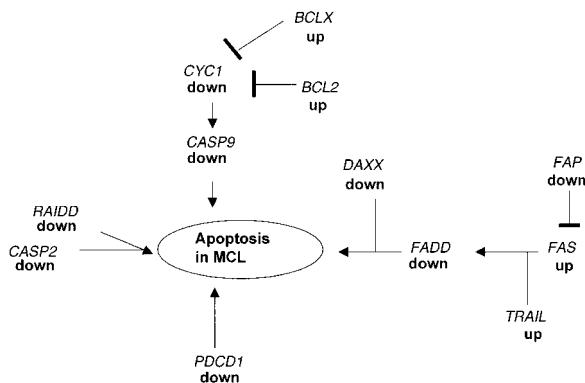 BCLX
up
CYC1
down
BCL2
up
CASP9
down
DAXX
down
FAP
down
RAIDD
down
CASP2
down
Apoptosis
in MCL
FADD
down
FAS
up
TRAIL
up
PDCD1
down